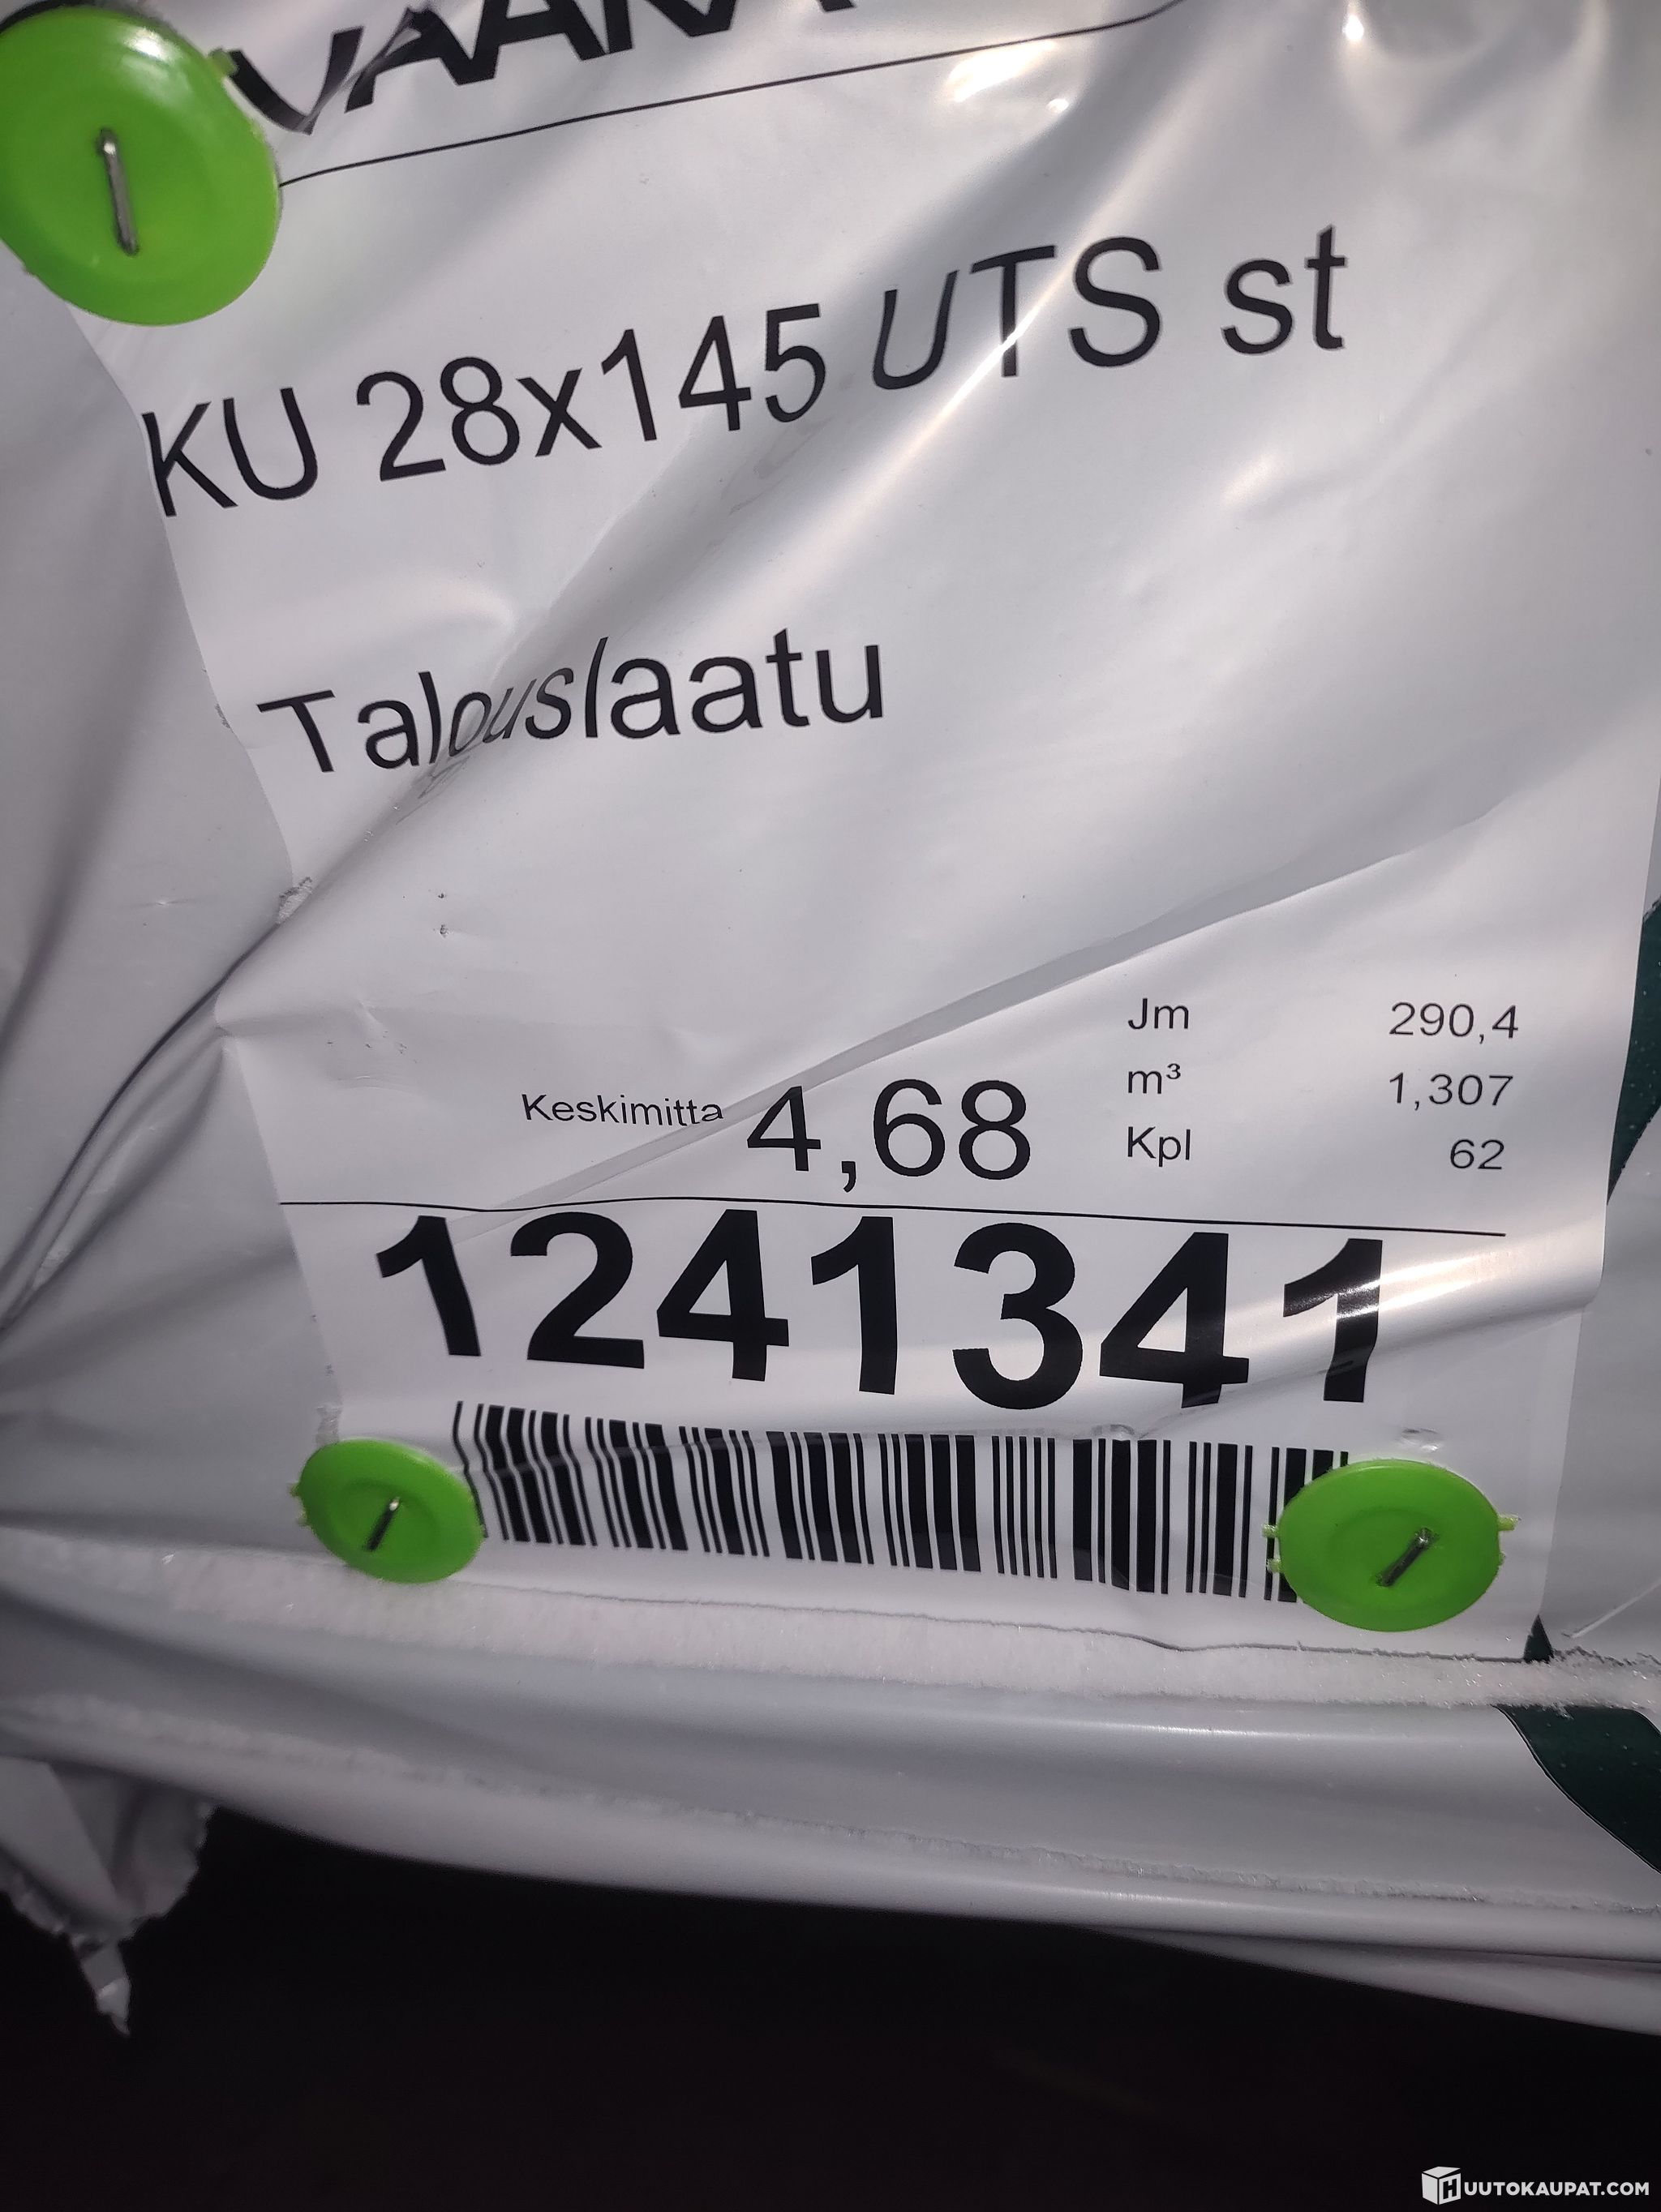 KU 28x145 UTS st
Talouslaatu
Jm 290,4
m³ 1,307
Keskimitta 4,68
Kpl 62
1241341
HUUTOKAUPAT.COM